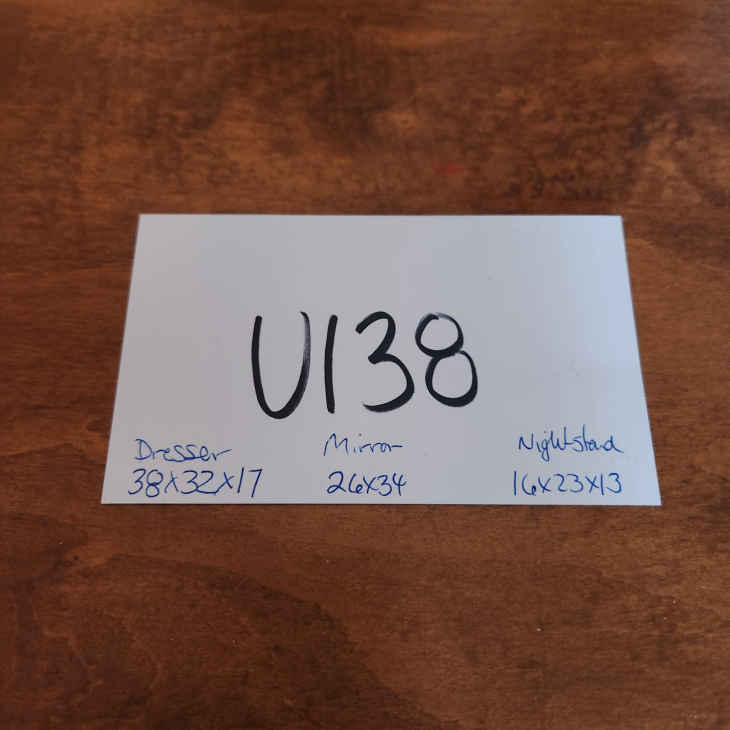 U138
Dresser Mirror Nightstand
38x32x17 26x34 16x23x13